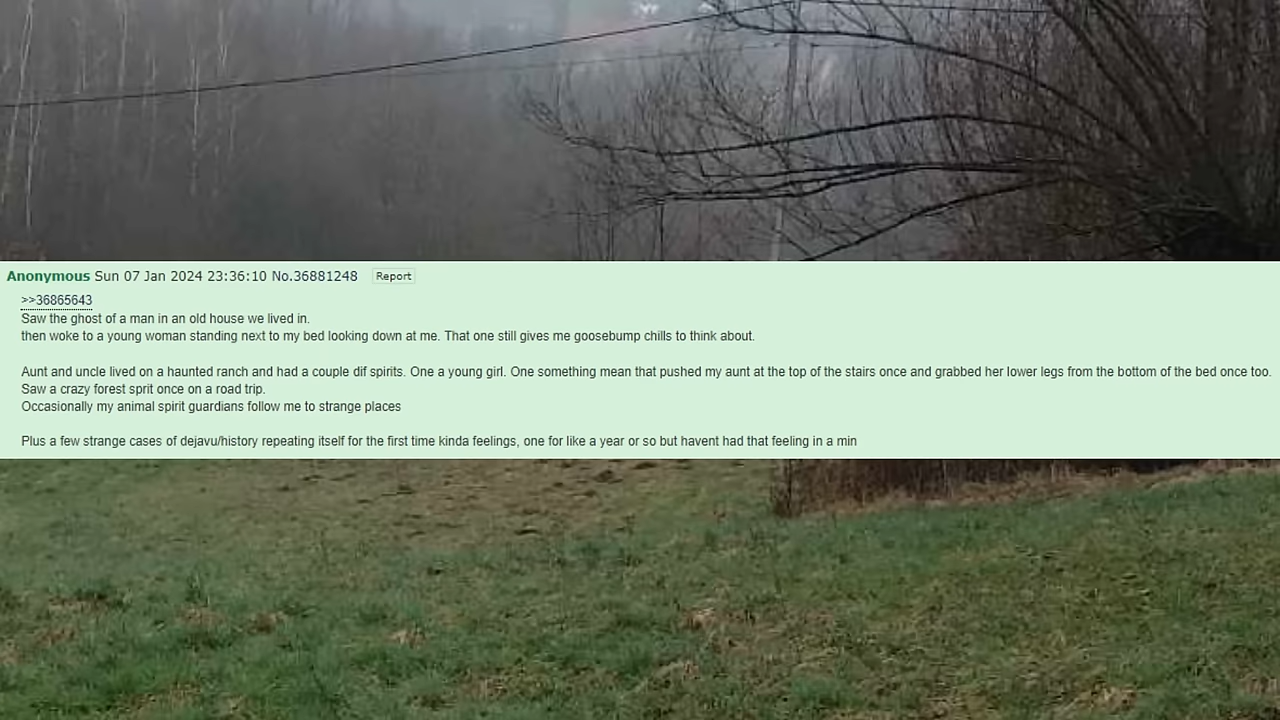 Anonymous Sun 07 Jan 2024 23:36:10 No.36881248 Report
>>36865643
Saw the ghost of a man in an old house we lived in.
then woke to a young woman standing next to my bed looking down at me. That one still gives me goosebump chills to think about.
Aunt and uncle lived on a haunted ranch and had a couple dif spirits. One a young girl. One something mean that pushed my aunt at the top of the stairs once and grabbed her lower legs from the bottom of the bed once too.
Saw a crazy forest sprit once on a road trip.
Occasionally my animal spirit guardians follow me to strange places
Plus a few strange cases of dejavu/history repeating itself for the first time kinda feelings, one for like a year or so but havent had that feeling in a min